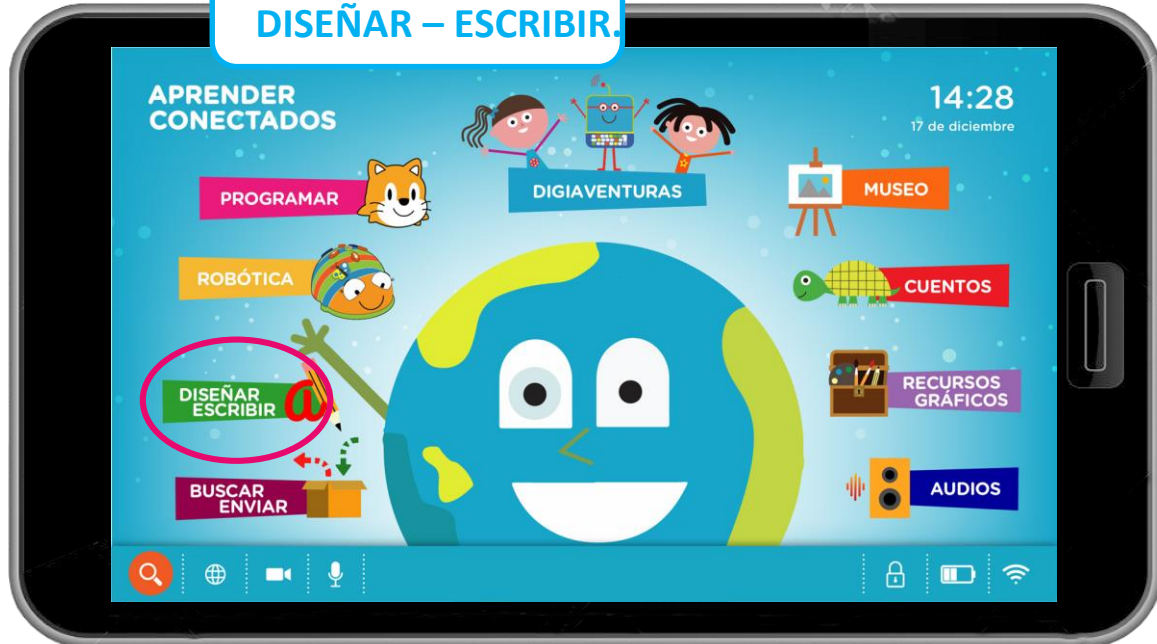 DISEÑAR – ESCRIBIR.
APRENDER
CONECTADOS
14:28
17 de diciembre
DIGIAVENTURAS
PROGRAMAR
MUSEO
ROBÓTICA
CUENTOS
DISEÑAR
ESCRIBIR
a
RECURSOS
GRÁFICOS
BUSCAR
ENVIAR
AUDIOS